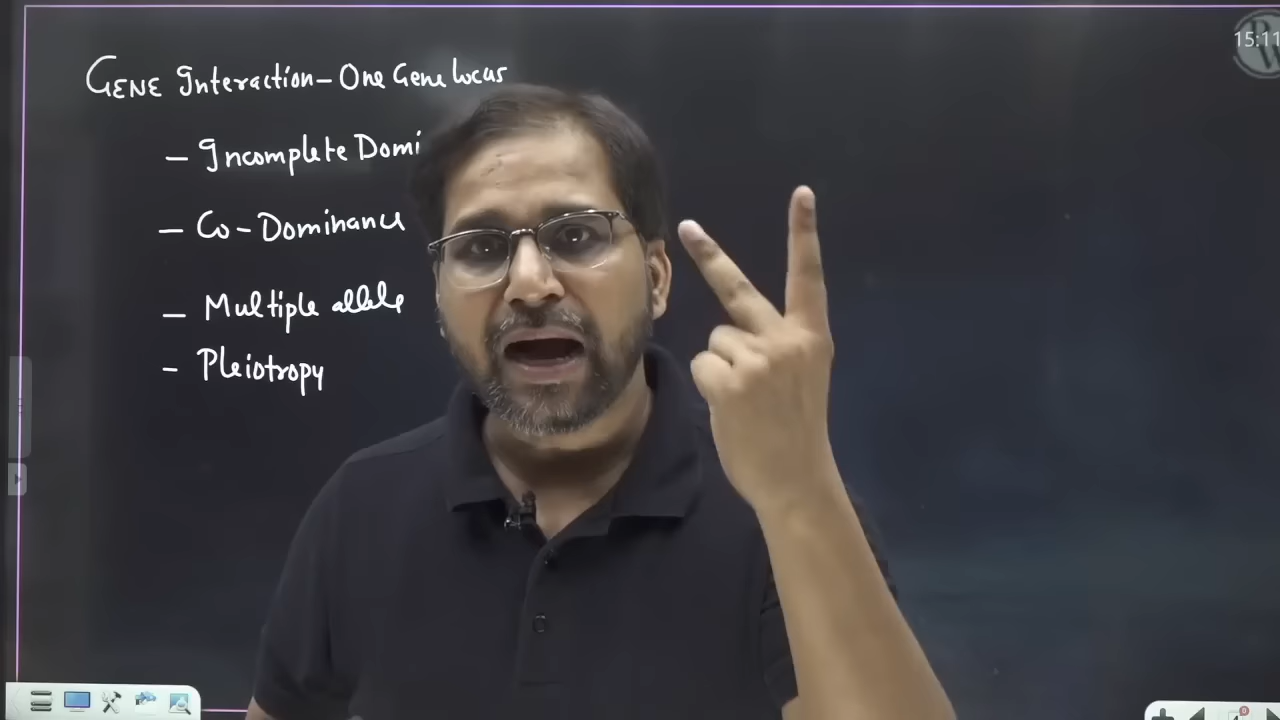 GENE Interaction - One Gene locus
- Incomplete Domi
- Co-Dominance
- Multiple allele
- Pleiotropy
15:11